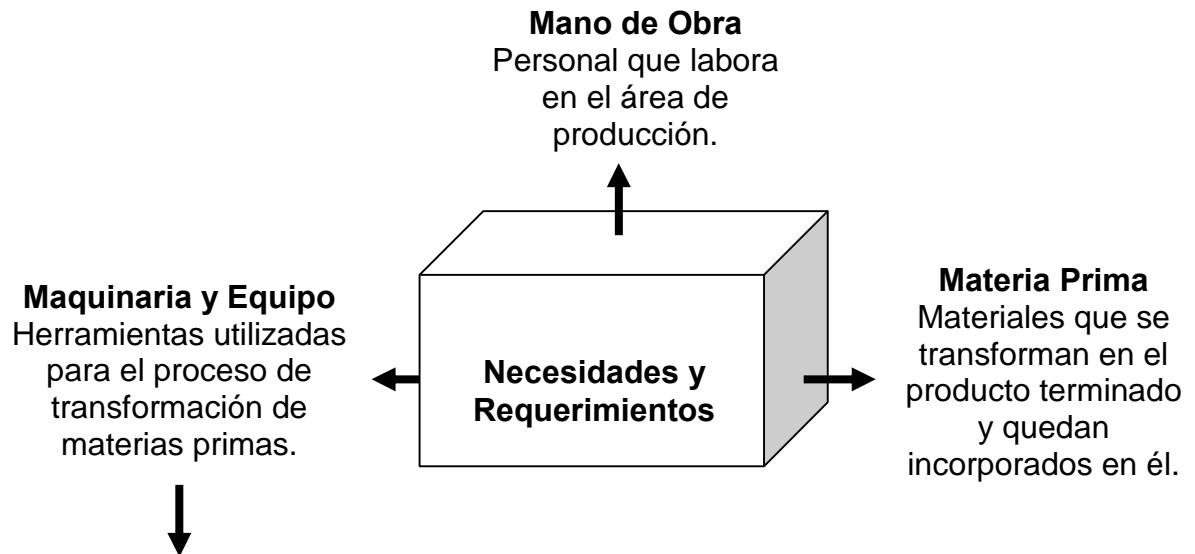 Mano de Obra
Personal que labora
en el área de
producción.
Maquinaria y Equipo
Herramientas utilizadas
para el proceso de
transformación de
materias primas.
Necesidades y
Requerimientos
Materia Prima
Materiales que se
transforman en el
producto terminado
y quedan
incorporados en él.